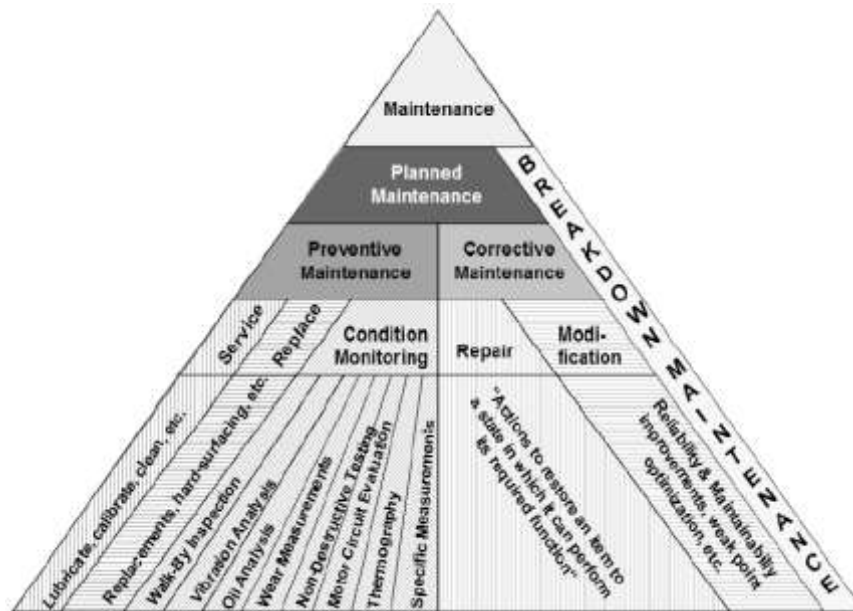 Maintenance
Planned
Maintenance
BREAKDOWN MAINTENANCE
Preventive
Maintenance
Corrective
Maintenance
Service
Replace
Condition
Monitoring
Repair
Modi-
fication
Lubricate, calibrate, clean, etc.
Replacements, hard-surfacing, etc.
Walk-By Inspection
Vibration Analysis
Oil Analysis
Wear Measurements
Non-Destructive Testing
Motor Circuit Evaluation
Thermography
Specific Measurements
"Actions to restore an item to
a state in which it can perform
its required function"
Reliability & Maintainability
improvements, weak point
optimization, etc.